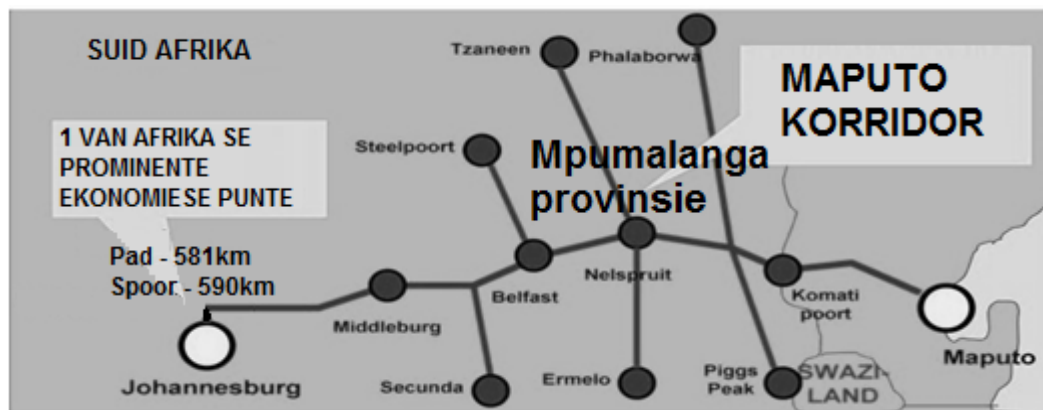 SUID AFRIKA
Tzaneen
Phalaborwa
MAPUTO
KORRIDOR
1 VAN AFRIKA SE
PROMINENTE
EKONOMIESE PUNTE
Steelpoort
Mpumalanga
provinsie
Pad - 581km
Spoor - 590km
Nelspruit
Belfast
Komati
poort
Middleburg
Maputo
Johannesburg
Secunda
Ermelo
Piggs
Peak
SWAZI-
LAND